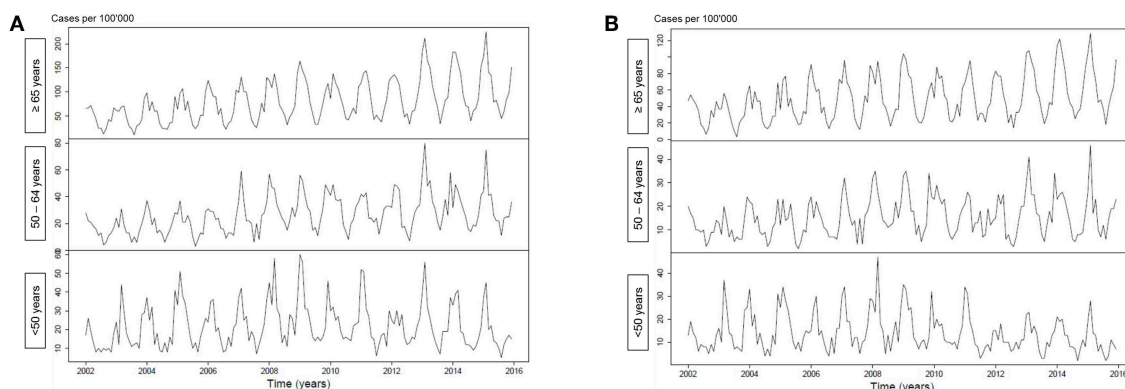 A
Cases per 100'000
≥ 65 years
50 100 150 200
50 – 64 years
20 40 60 80
<50 years
10 20 30 40 50 60
2002 2004 2006 2008 2010 2012 2014 2016
Time (years)
B
Cases per 100'000
≥ 65 years
0 20 40 60 80 120
50 – 64 years
10 20 30 40
<50 years
10 20 30 40
2002 2004 2006 2008 2010 2012 2014 2016
Time (years)